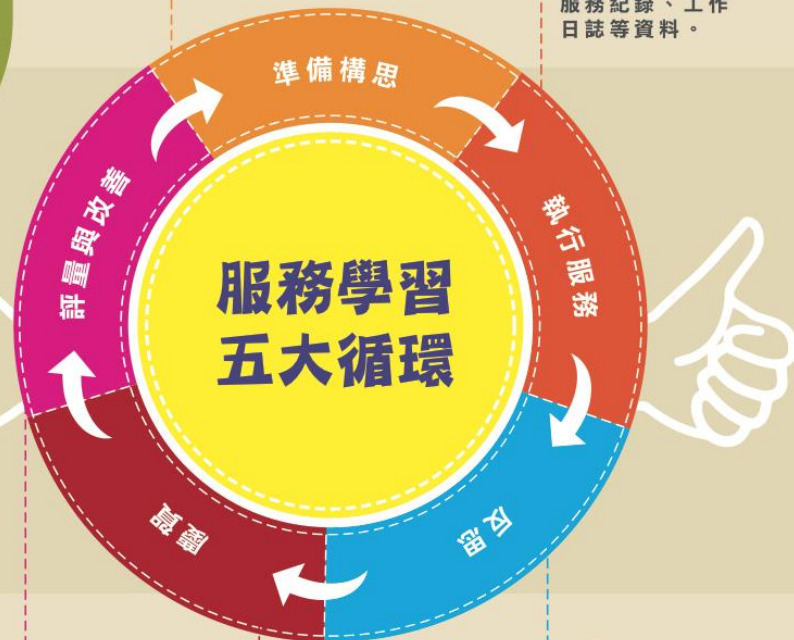 服務紀錄、工作
日誌等資料。
準備構思
執行服務
反思
慶賀
評量與改善
服務學習
五大循環